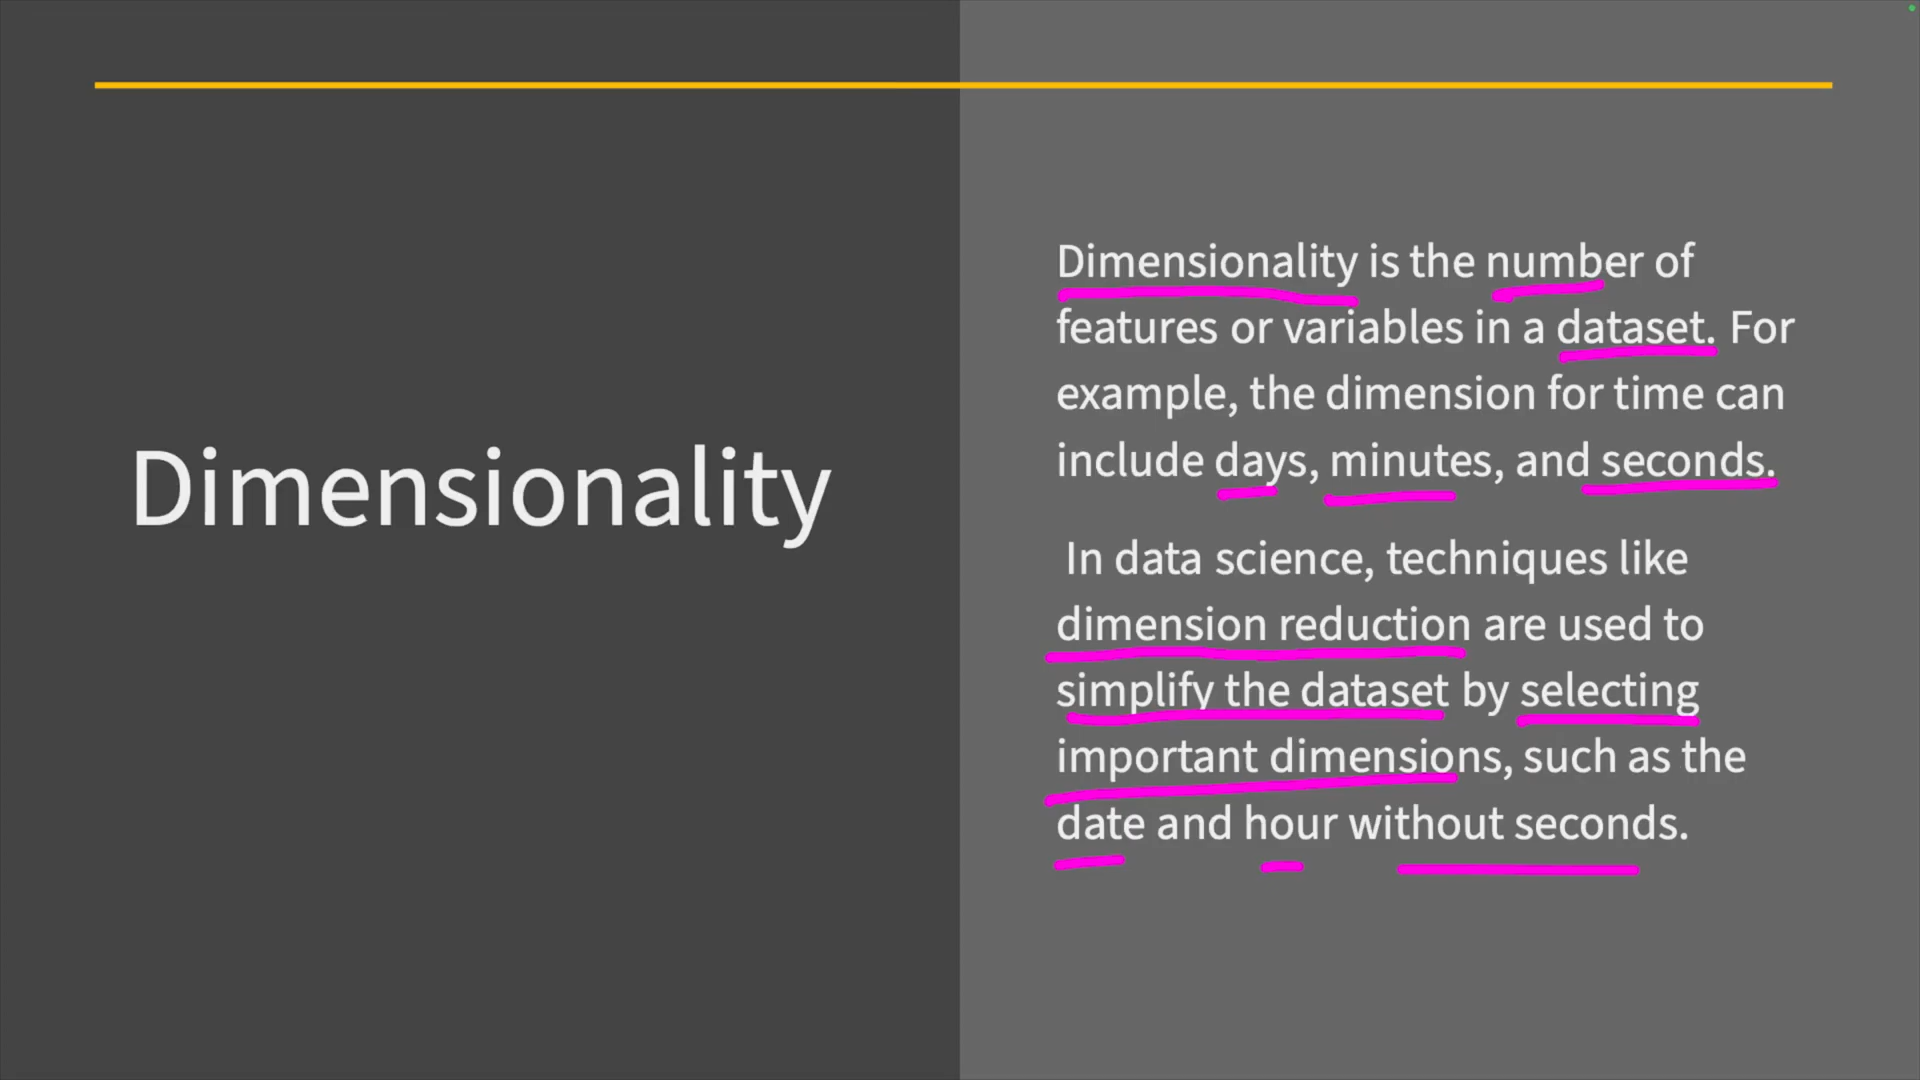 Dimensionality
Dimensionality is the number of
features or variables in a dataset. For
example, the dimension for time can
include days, minutes, and seconds.
In data science, techniques like
dimension reduction are used to
simplify the dataset by selecting
important dimensions, such as the
date and hour without seconds.